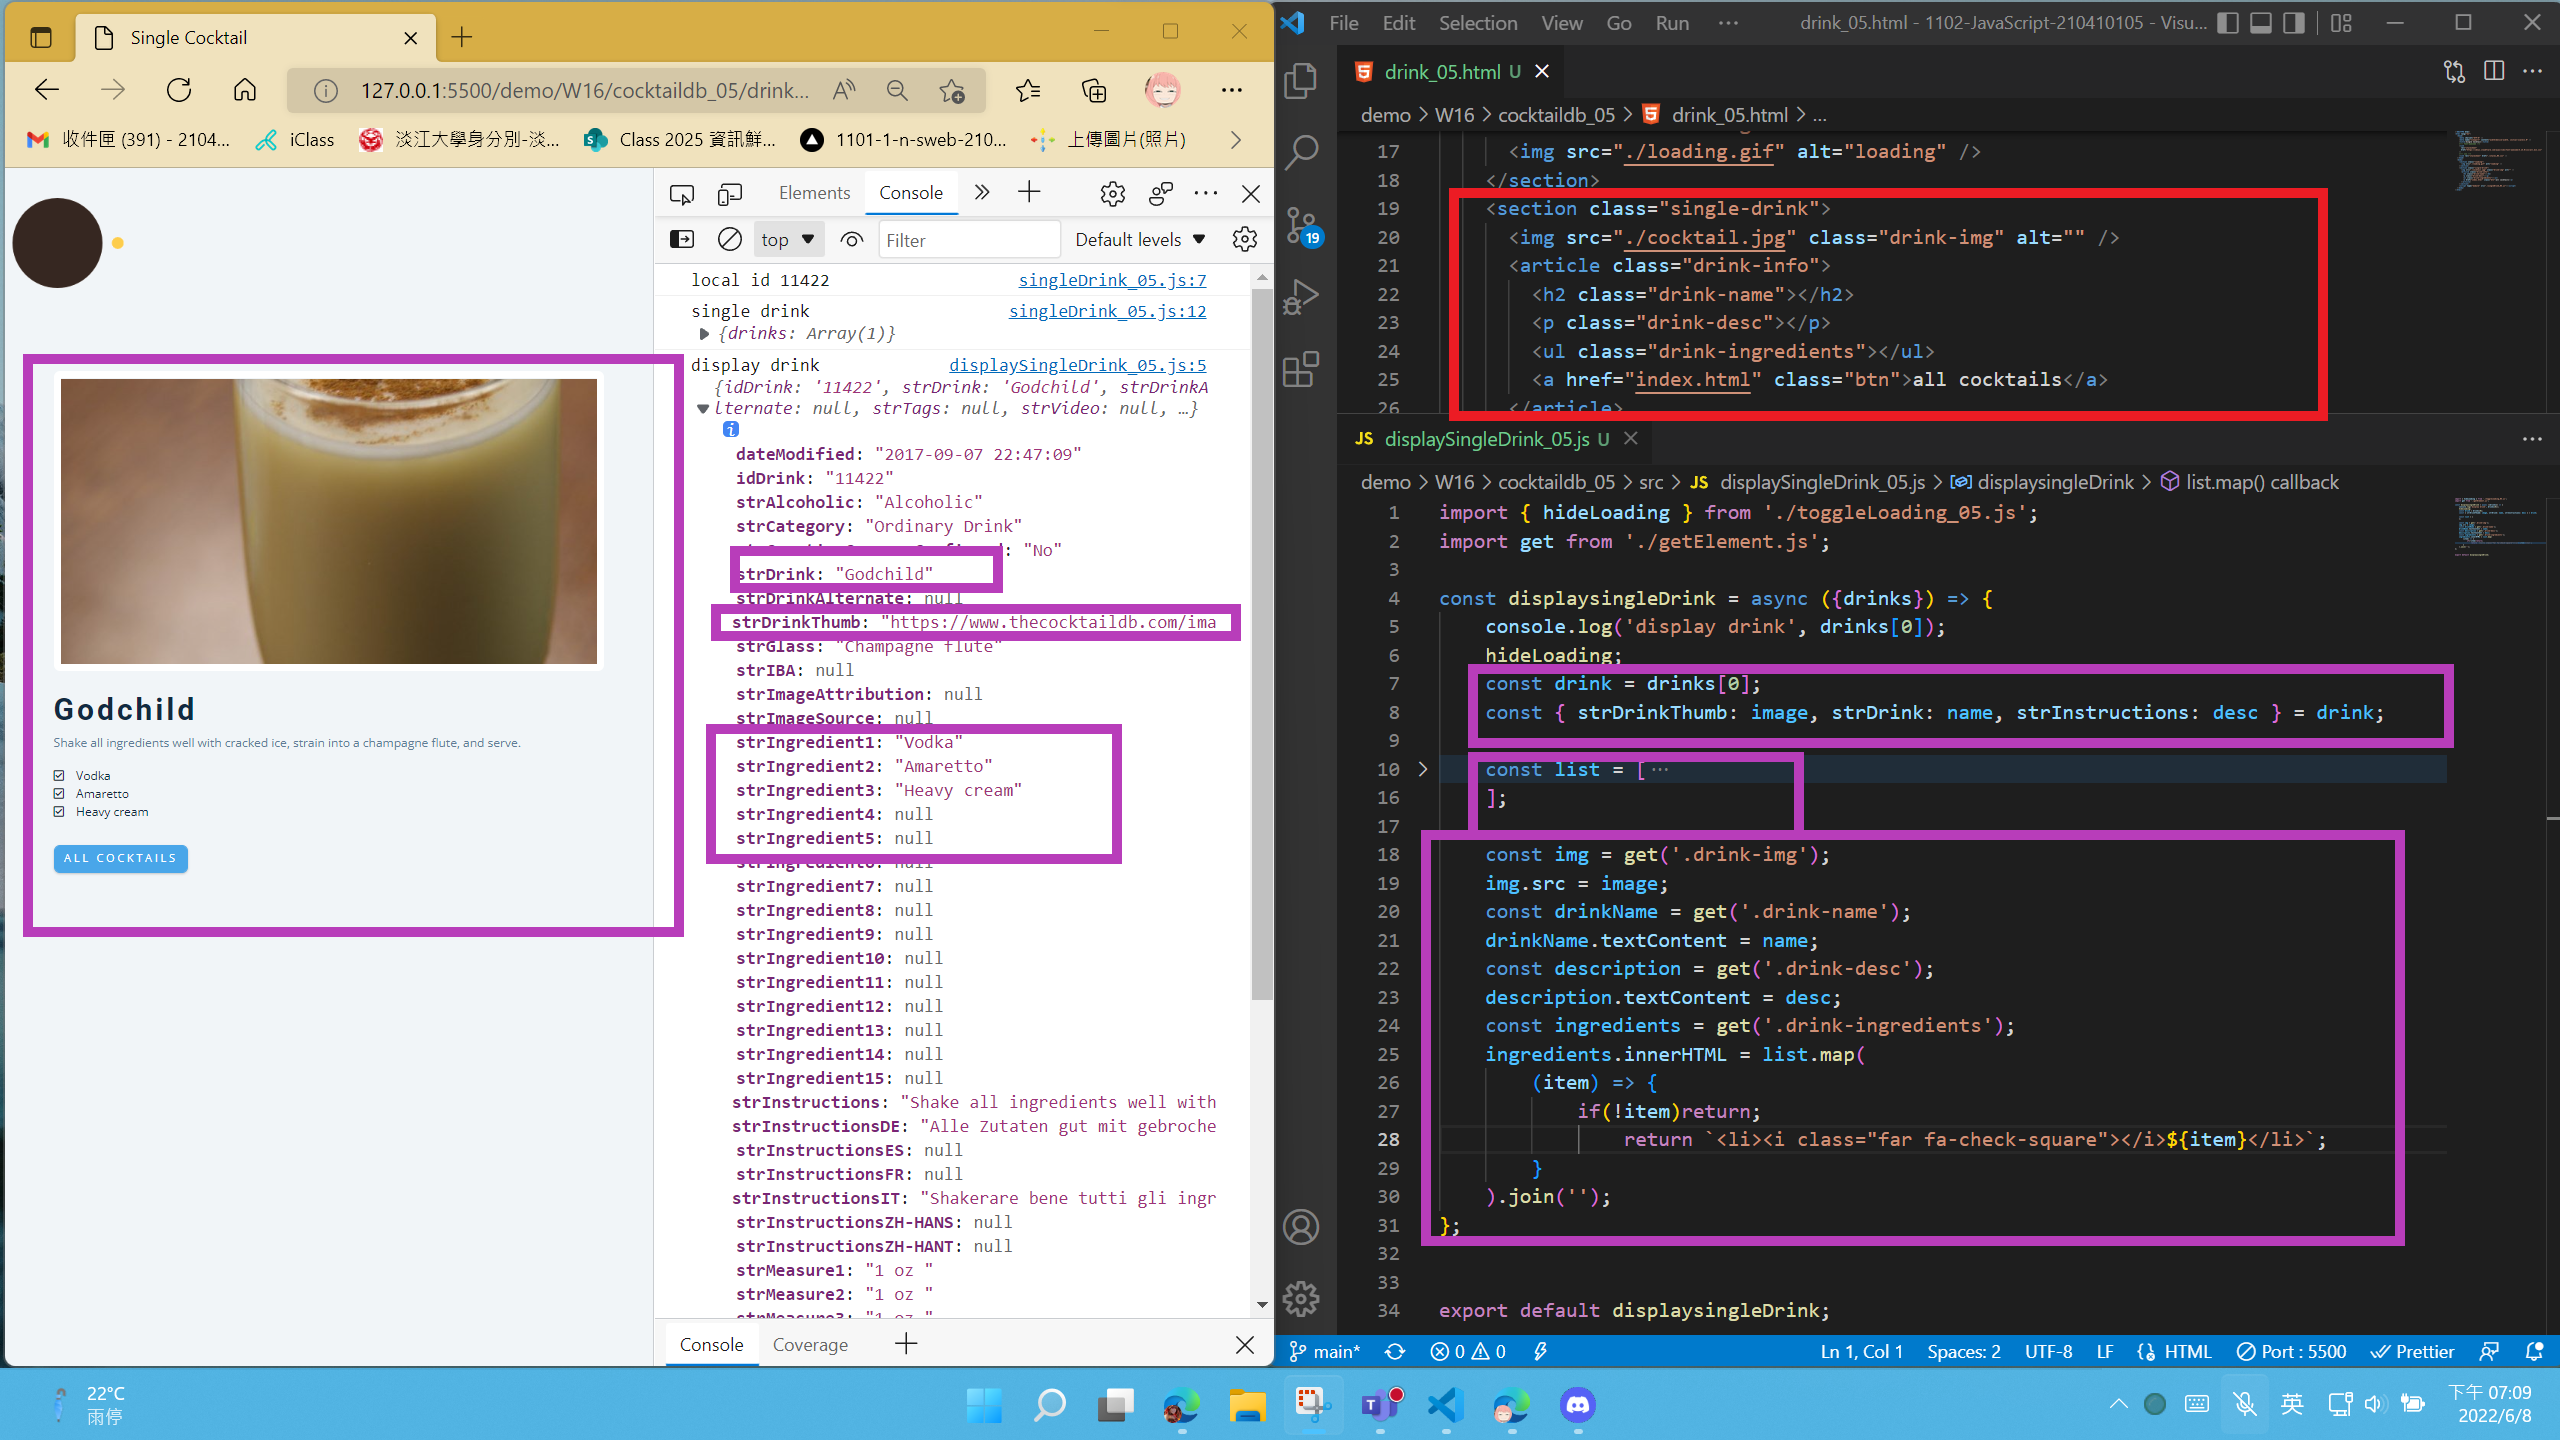 Single Cocktail
127.0.0.1:5500/demo/W16/cocktaildb_05/drink...
收件匣 (391) - 2104...
iClass
淡江大學身分別-淡...
Class 2025 資訊鮮...
1101-1-n-sweb-210...
上傳圖片(照片)
Godchild
Shake all ingredients well with cracked ice, strain into a champagne flute, and serve.
Vodka
Amaretto
Heavy cream
ALL COCKTAILS
Elements
Console
top
Filter
Default levels
local id 11422 singleDrink_05.js:7
single drink singleDrink_05.js:12
{drinks: Array(1)}
display drink displaySingleDrink_05.js:5
{idDrink: '11422', strDrink: 'Godchild', strDrinkA
lternate: null, strTags: null, strVideo: null, …}
dateModified: "2017-09-07 22:47:09"
idDrink: "11422"
strAlcoholic: "Alcoholic"
strCategory: "Ordinary Drink"
: "No"
strDrink: "Godchild"
strDrinkAlternate: null
strDrinkThumb: "https://www.thecocktaildb.com/ima
strGlass: "Champagne flute"
strIBA: null
strImageAttribution: null
strImageSource: null
strIngredient1: "Vodka"
strIngredient2: "Amaretto"
strIngredient3: "Heavy cream"
strIngredient4: null
strIngredient5: null
strIngredient6: null
strIngredient7: null
strIngredient8: null
strIngredient9: null
strIngredient10: null
strIngredient11: null
strIngredient12: null
strIngredient13: null
strIngredient14: null
strIngredient15: null
strInstructions: "Shake all ingredients well with
strInstructionsDE: "Alle Zutaten gut mit gebroche
strInstructionsES: null
strInstructionsFR: null
strInstructionsIT: "Shakerare bene tutti gli ingr
strInstructionsZH-HANS: null
strInstructionsZH-HANT: null
strMeasure1: "1 oz "
strMeasure2: "1 oz "
strMeasure3: "1 oz "
Console
Coverage
File Edit Selection View Go Run ···
drink_05.html - 1102-JavaScript-210410105 - Visu...
drink_05.html U
demo > W16 > cocktaildb_05 > drink_05.html > ...
17 <img src="./loading.gif" alt="loading" />
18 </section>
19 <section class="single-drink">
20 <img src="./cocktail.jpg" class="drink-img" alt="" />
21 <article class="drink-info">
22 <h2 class="drink-name"></h2>
23 <p class="drink-desc"></p>
24 <ul class="drink-ingredients"></ul>
25 <a href="index.html" class="btn">all cocktails</a>
26 </article>
19
JS displaySingleDrink_05.js U
demo > W16 > cocktaildb_05 > src > JS displaySingleDrink_05.js > displaysingleDrink > list.map() callback
1 import { hideLoading } from './toggleLoading_05.js';
2 import get from './getElement.js';
3
4 const displaysingleDrink = async ({drinks}) => {
5 console.log('display drink', drinks[0]);
6 hideLoading;
7 const drink = drinks[0];
8 const { strDrinkThumb: image, strDrink: name, strInstructions: desc } = drink;
9
10 const list = [···
16 ];
17
18 const img = get('.drink-img');
19 img.src = image;
20 const drinkName = get('.drink-name');
21 drinkName.textContent = name;
22 const description = get('.drink-desc');
23 description.textContent = desc;
24 const ingredients = get('.drink-ingredients');
25 ingredients.innerHTML = list.map(
26 (item) => {
27 if(!item)return;
28 return `<li><i class="far fa-check-square"></i>${item}</li>`;
29 }
30 ).join('');
31 };
32
33
34 export default displaysingleDrink;
main* 0 0
Ln 1, Col 1 Spaces: 2 UTF-8 LF HTML Port : 5500 Prettier
22°C
雨停
英
下午 07:09
2022/6/8